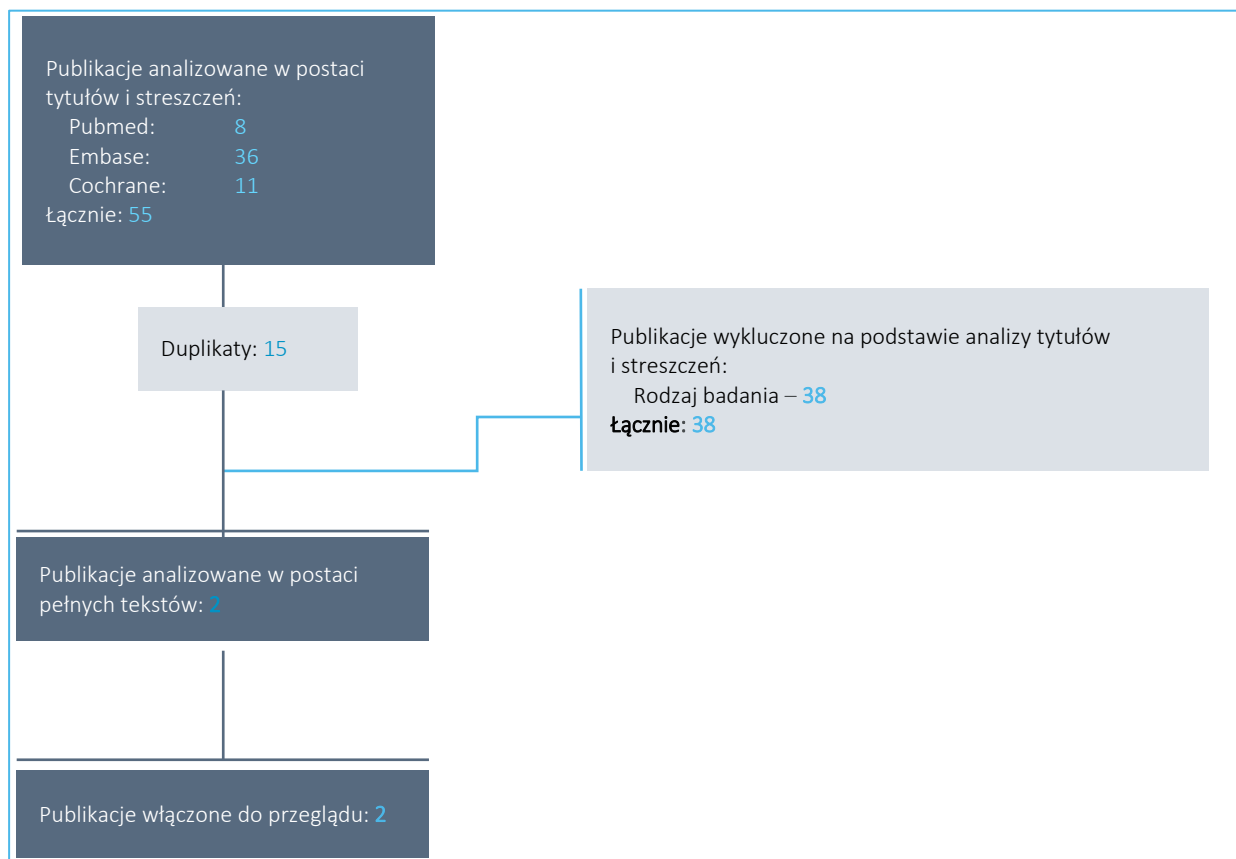 Publikacje analizowane w postaci
tytułów i streszczeń:
Pubmed: 8
Embase: 36
Cochrane: 11
Łącznie: 55
Duplikaty: 15
Publikacje wykluczone na podstawie analizy tytułów
i streszczeń:
Rodzaj badania – 38
Łącznie: 38
Publikacje analizowane w postaci
pełnych tekstów: 2
Publikacje włączone do przeglądu: 2